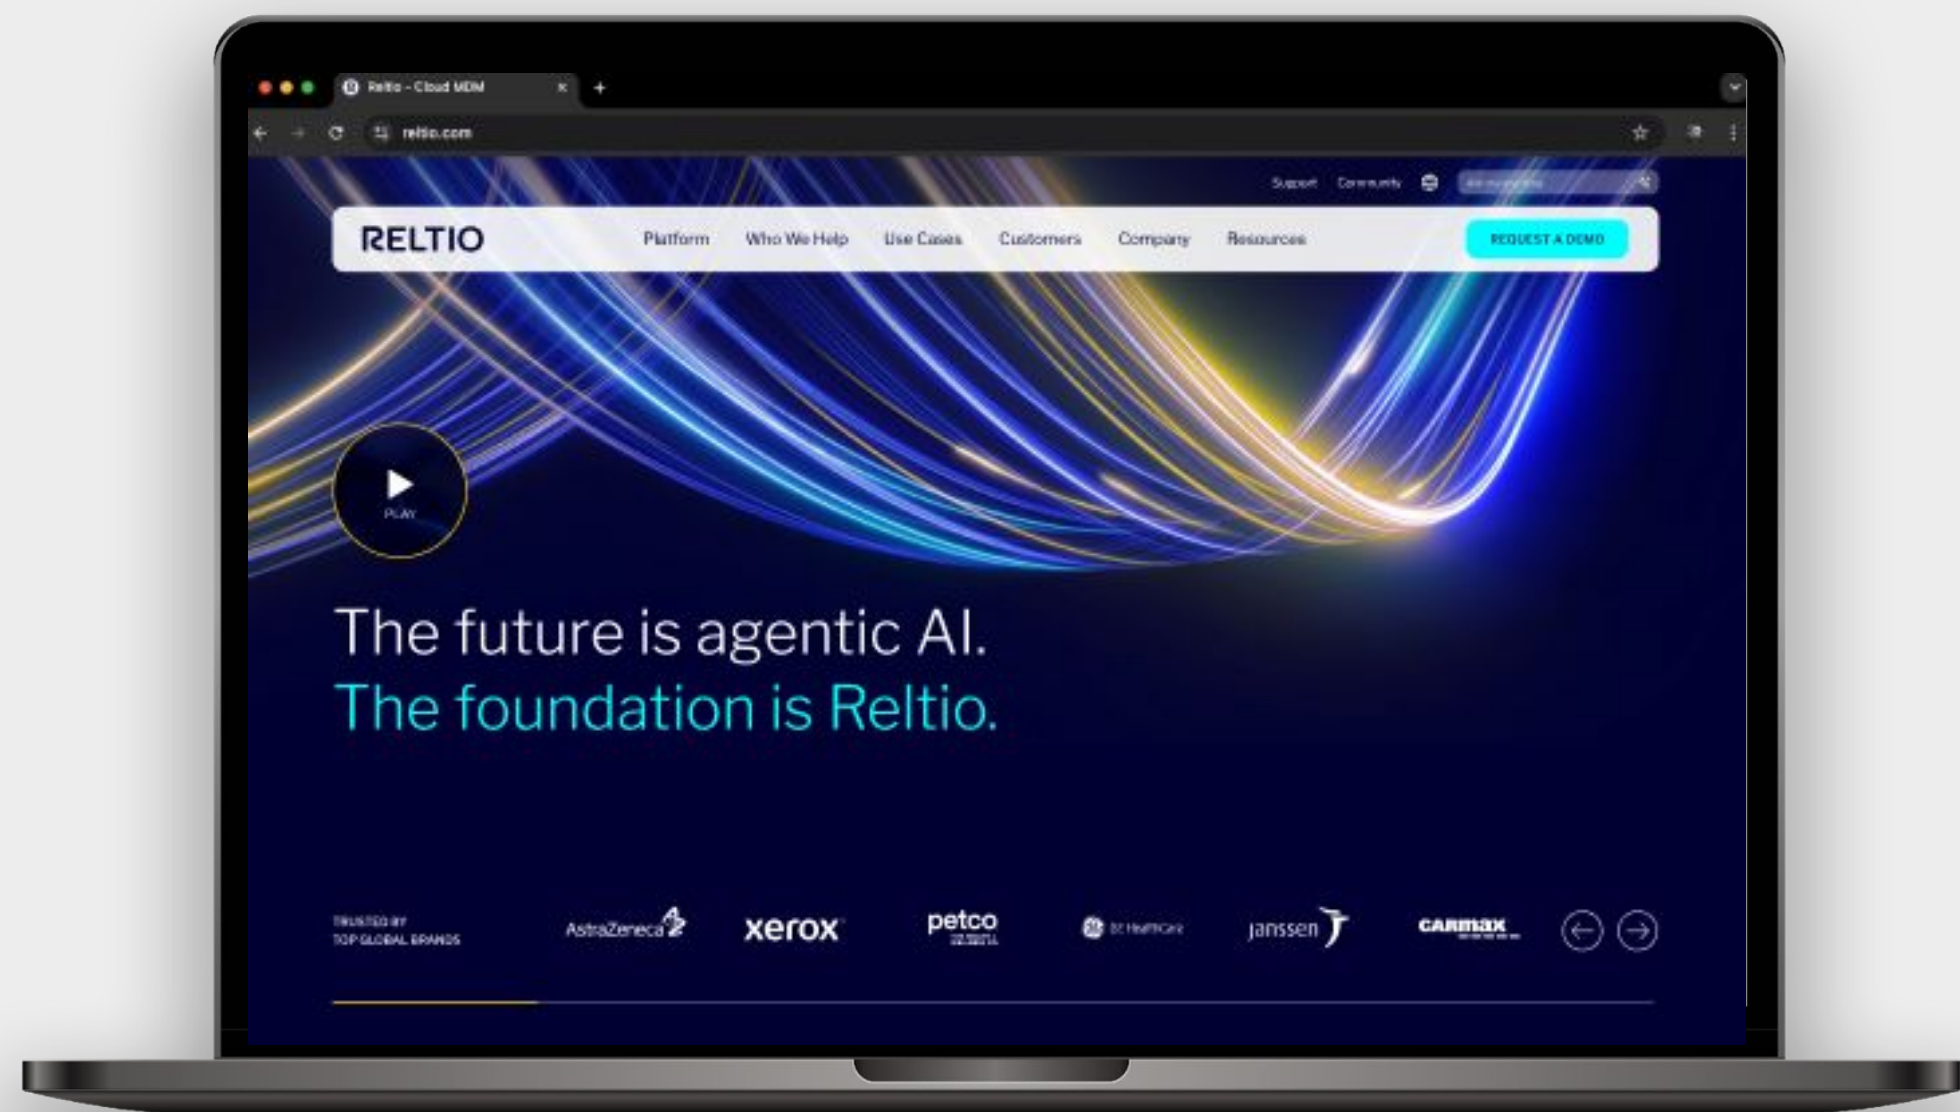 Reltio - Cloud MDM
reltio.com
Support Community
RELTIO Platform Who We Help Use Cases Customers Company Resources REQUEST A DEMO
PLAY
The future is agentic AI.
The foundation is Reltio.
TRUSTED BY
TOP GLOBAL BRANDS
AstraZeneca xerox petco GE HealthCare janssen CARMAX